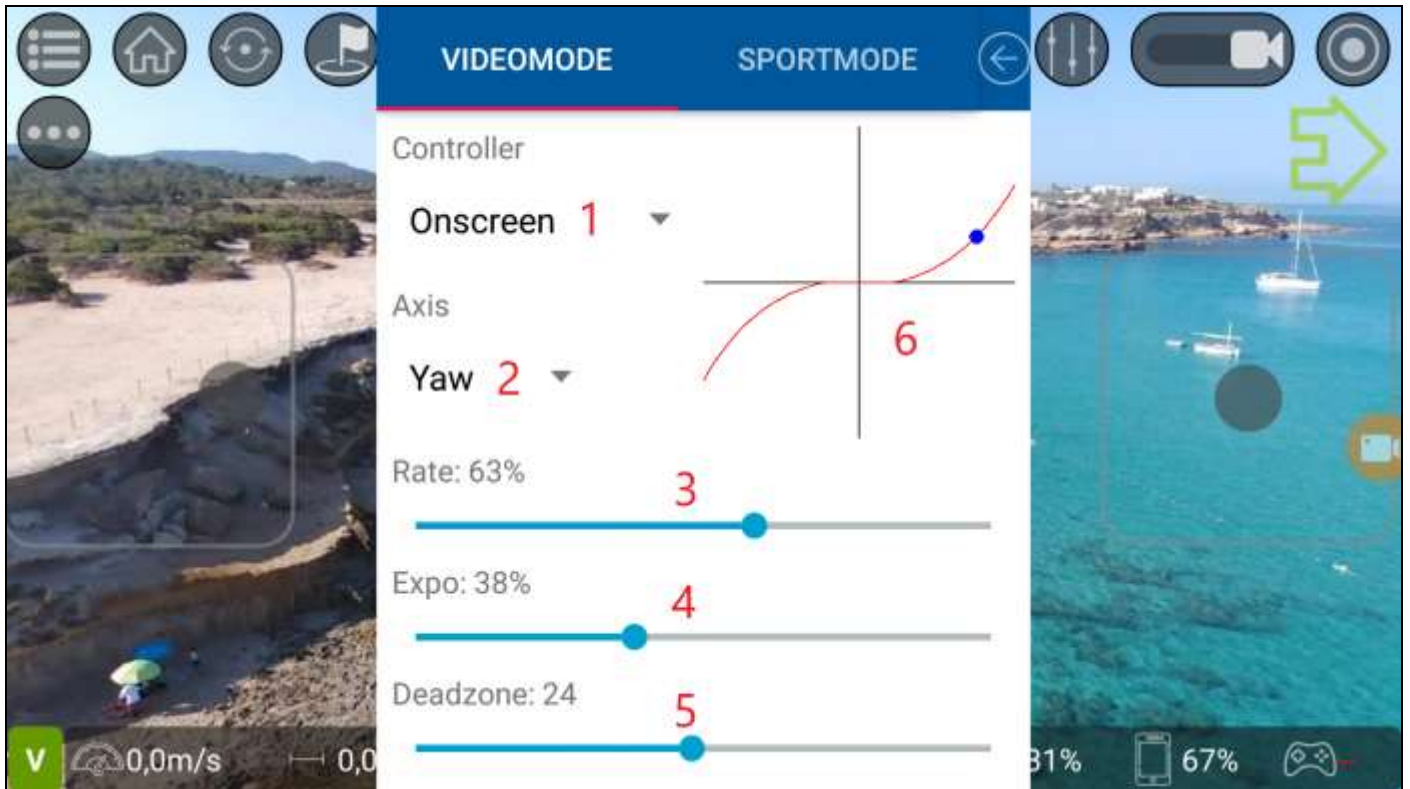 VIDEOMODE SPORTMODE
Controller
Onscreen 1
Axis
6
Yaw 2
Rate: 63%
3
Expo: 38%
4
Deadzone: 24
5
V 0,0m/s 0,0 31% 67%